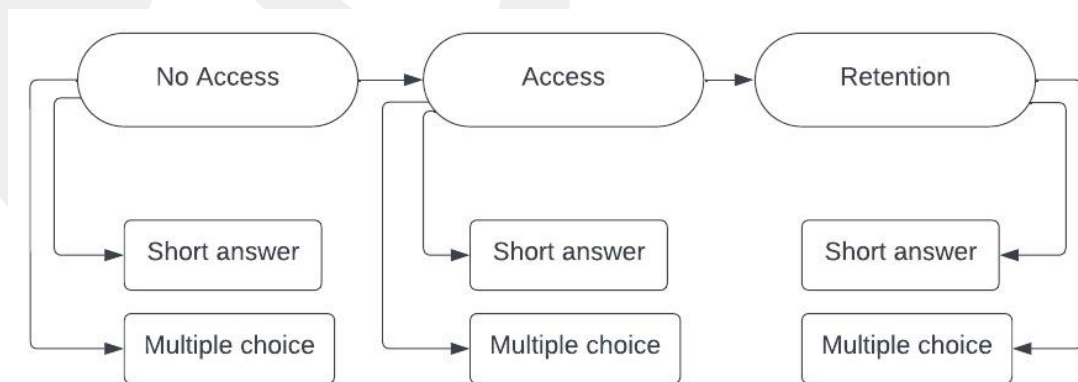 No Access
Access
Retention
Short answer
Short answer
Short answer
Multiple choice
Multiple choice
Multiple choice